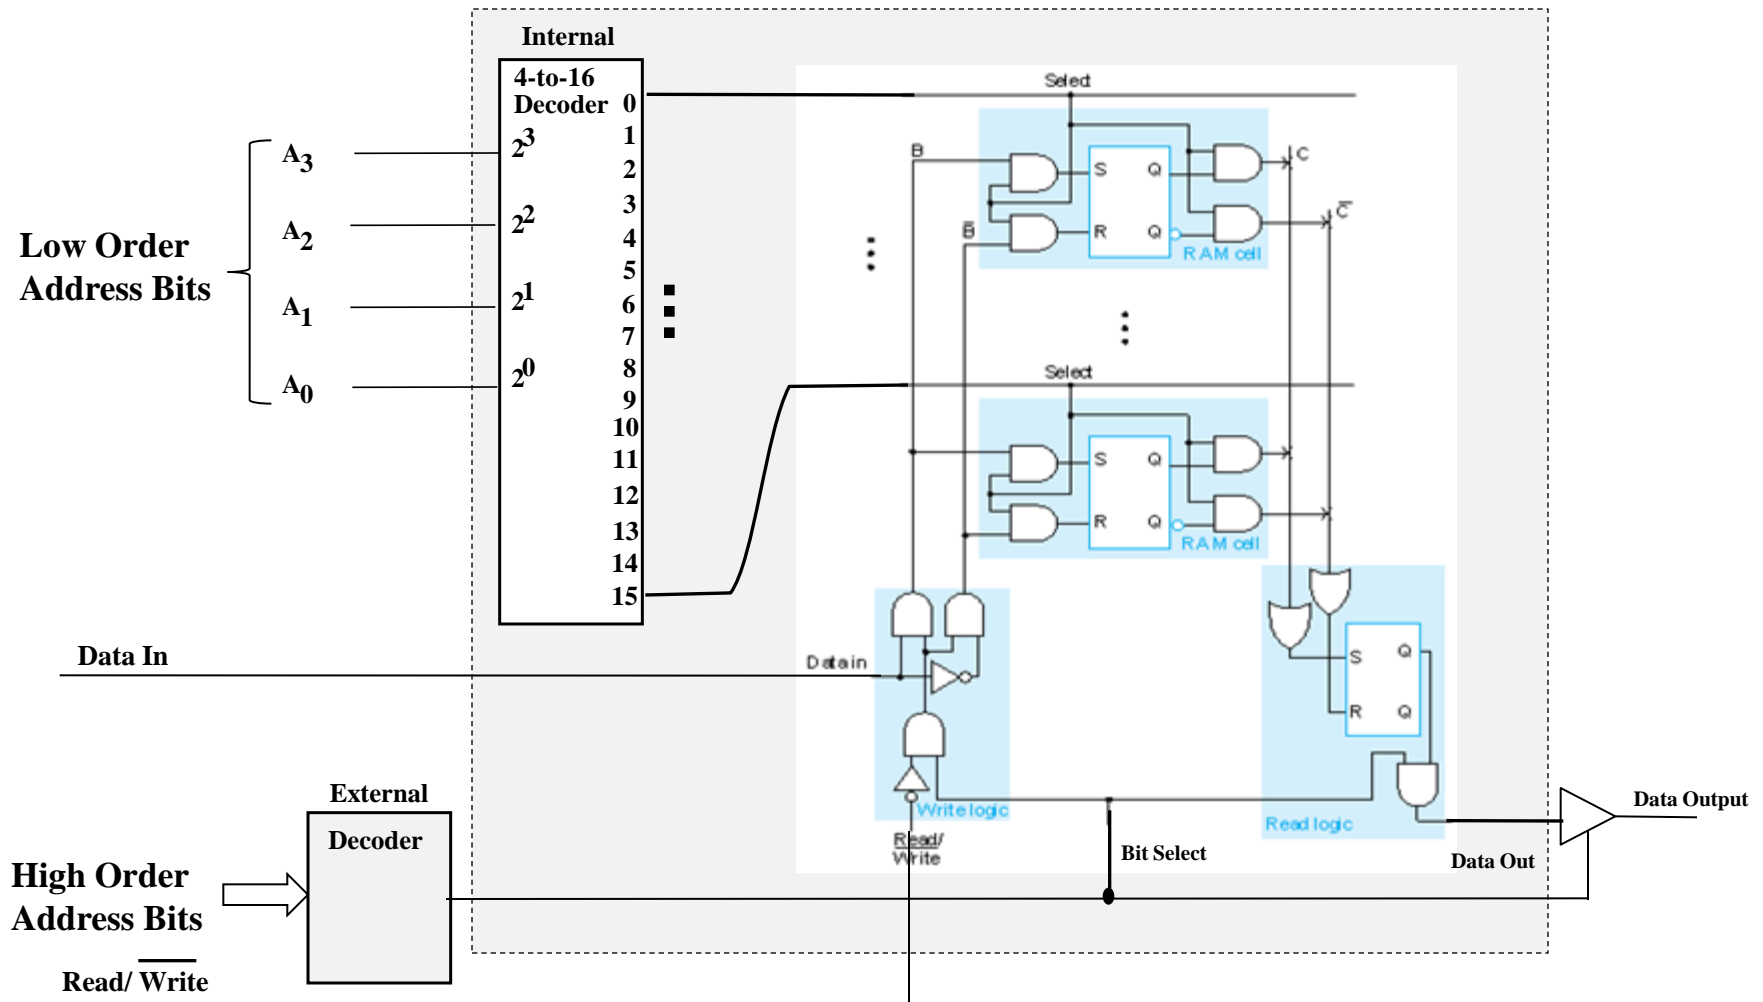 Internal
4-to-16
Decoder
0
1
2
3
4
5
6
7
8
9
10
11
12
13
14
15
2³
2²
2¹
2⁰
A₃
A₂
A₁
A₀
Low Order
Address Bits
Select
B
B̅
S
Q
R
Q
RAM cell
C
C̅
Select
S
Q
R
Q
RAM cell
Data In
Data in
Write logic
Read/
W̅r̅i̅t̅e̅
S
Q
R
Q
Read logic
Bit Select
Data Out
Data Output
External
Decoder
High Order
Address Bits
Read/ W̅r̅i̅t̅e̅